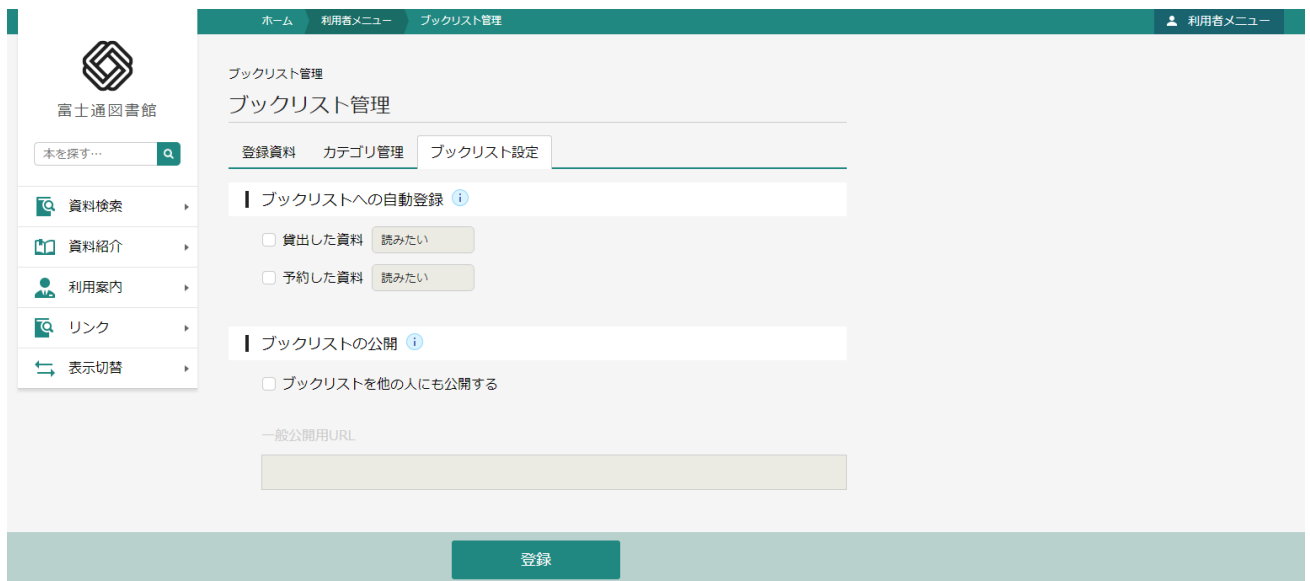 ホーム 利用者メニュー ブックリスト管理 利用者メニュー
富士通図書館
本を探す…
資料検索
資料紹介
利用案内
リンク
表示切替
ブックリスト管理
ブックリスト管理
登録資料 カテゴリ管理 ブックリスト設定
ブックリストへの自動登録 i
貸出した資料 読みたい
予約した資料 読みたい
ブックリストの公開 i
ブックリストを他の人にも公開する
一般公開用URL
登録